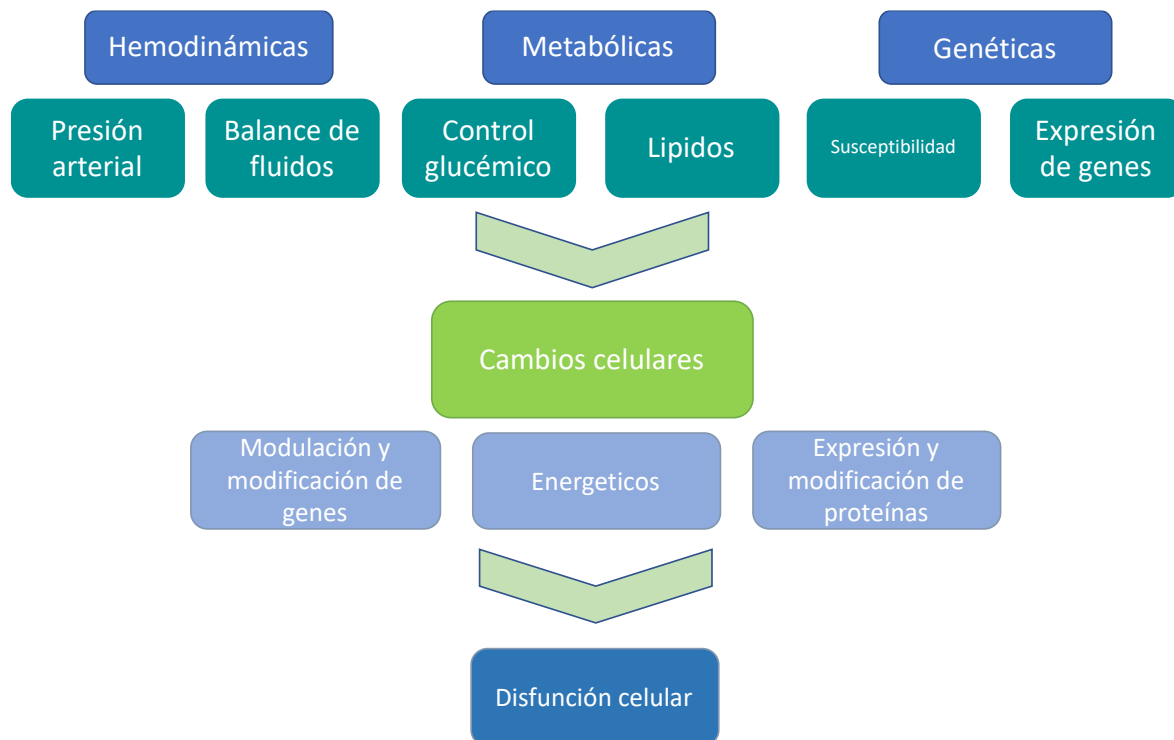 Hemodinámicas
Metabólicas
Genéticas
Presión
arterial
Balance de
fluidos
Control
glucémico
Lipidos
Susceptibilidad
Expresión
de genes
Cambios celulares
Modulación y
modificación de
genes
Energeticos
Expresión y
modificación de
proteínas
Disfunción celular